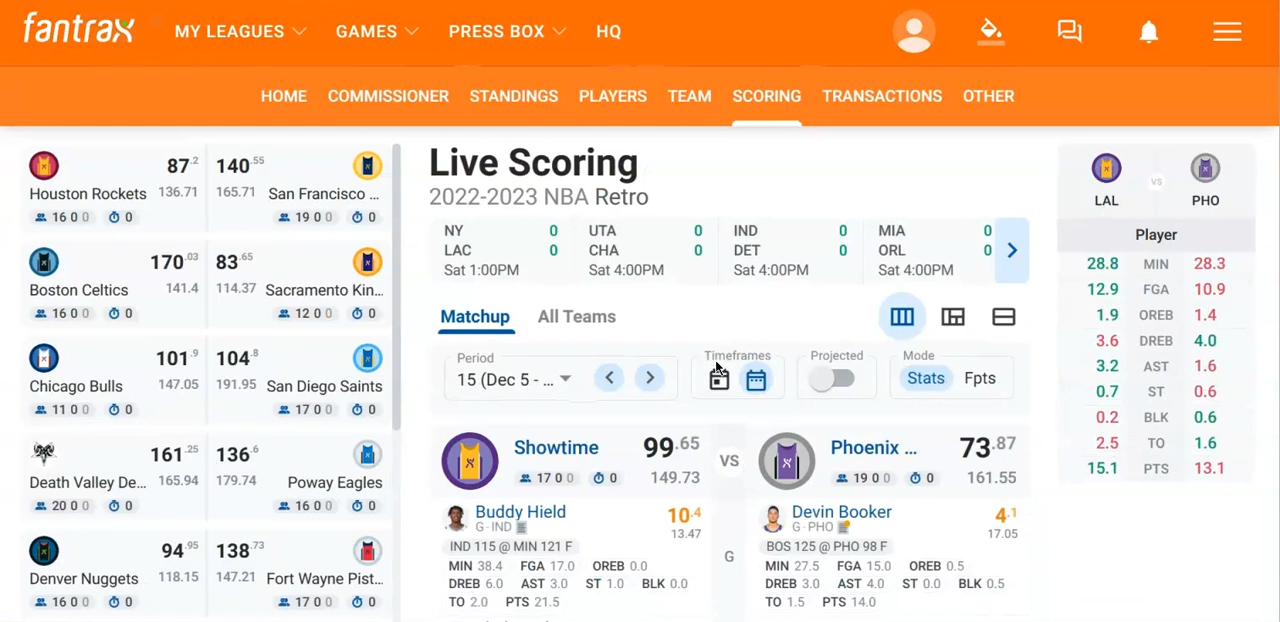 fantrax MY LEAGUES GAMES PRESS BOX HQ
HOME COMMISSIONER STANDINGS PLAYERS TEAM SCORING TRANSACTIONS OTHER
87.2 140.55
Houston Rockets 136.71 165.71 San Francisco ...
16 0 0 0 19 0 0 0
170.03 83.65
Boston Celtics 141.4 114.37 Sacramento Kin...
16 0 0 0 12 0 0 0
101.9 104.8
Chicago Bulls 147.05 191.95 San Diego Saints
11 0 0 0 17 0 0 0
161.25 136.6
Death Valley De... 165.94 179.74 Poway Eagles
20 0 0 0 16 0 0 0
94.95 138.73
Denver Nuggets 118.15 147.21 Fort Wayne Pist...
16 0 0 0 17 0 0 0
Live Scoring
2022-2023 NBA Retro
NY 0 UTA 0 IND 0 MIA 0
LAC 0 CHA 0 DET 0 ORL 0
Sat 1:00PM Sat 4:00PM Sat 4:00PM Sat 4:00PM
Matchup All Teams
Period Timeframes Projected Mode
15 (Dec 5 - ... Stats Fpts
Showtime 99.65 VS Phoenix ... 73.87
17 0 0 0 149.73 19 0 0 0 161.55
Buddy Hield 10.4 Devin Booker 4.1
G - IND 13.47 G - PHO 17.05
IND 115 @ MIN 121 F G BOS 125 @ PHO 98 F
MIN 38.4 FGA 17.0 OREB 0.0 MIN 27.5 FGA 15.0 OREB 0.5
DREB 6.0 AST 3.0 ST 1.0 BLK 0.0 DREB 3.0 AST 4.0 ST 0.0 BLK 0.5
TO 2.0 PTS 21.5 TO 1.5 PTS 14.0
VS
LAL PHO
Player
28.8 MIN 28.3
12.9 FGA 10.9
1.9 OREB 1.4
3.6 DREB 4.0
3.2 AST 1.6
0.7 ST 0.6
0.2 BLK 0.6
2.5 TO 1.6
15.1 PTS 13.1